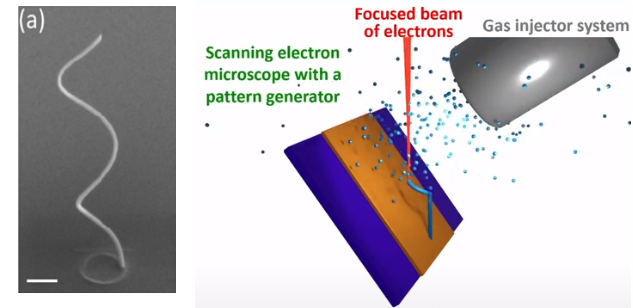 (a)
Focused beam
of electrons
Gas injector system
Scanning electron
microscope with a
pattern generator